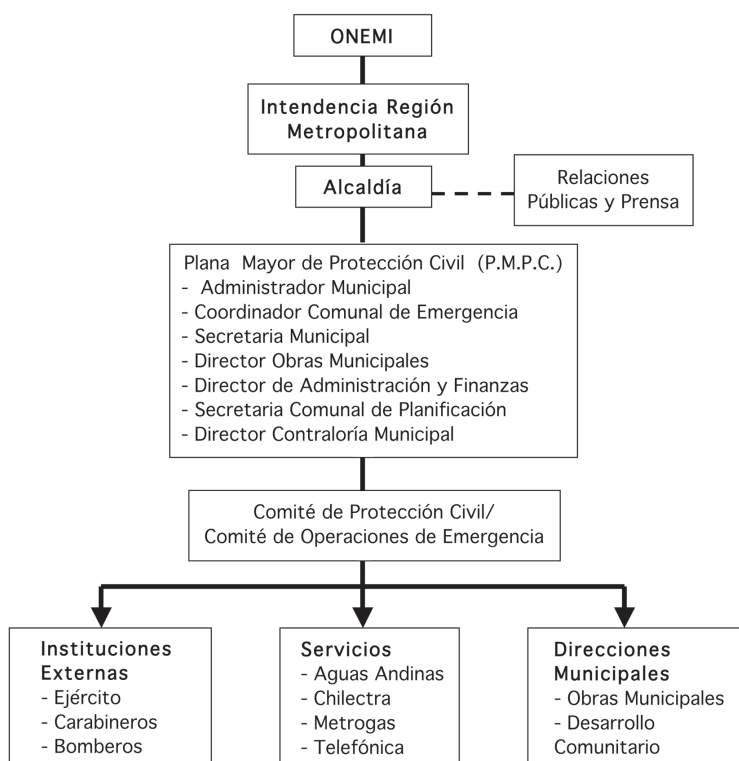 ONEMI
Intendencia Región
Metropolitana
Alcaldía
Relaciones
Públicas y Prensa
Plana Mayor de Protección Civil (P.M.P.C.)
- Administrador Municipal
- Coordinador Comunal de Emergencia
- Secretaria Municipal
- Director Obras Municipales
- Director de Administración y Finanzas
- Secretaria Comunal de Planificación
- Director Contraloría Municipal
Comité de Protección Civil/
Comité de Operaciones de Emergencia
Instituciones
Externas
- Ejército
- Carabineros
- Bomberos
Servicios
- Aguas Andinas
- Chilectra
- Metrogas
- Telefónica
Direcciones
Municipales
- Obras Municipales
- Desarrollo
Comunitario